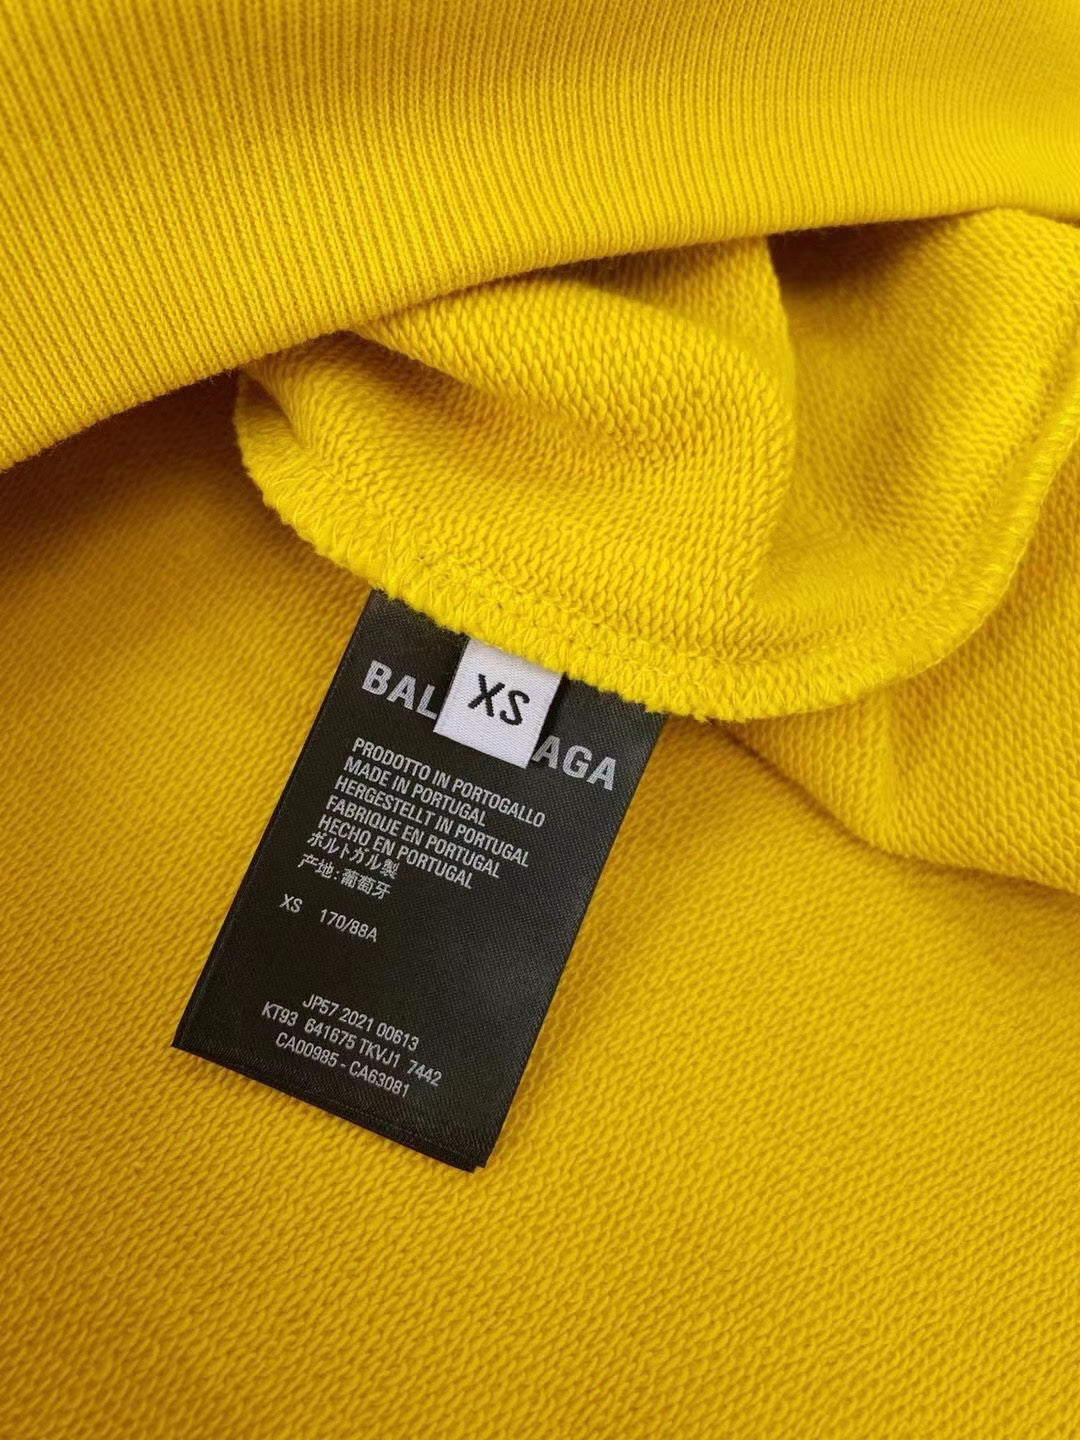 XS
BAL AGA
PRODOTTO IN PORTOGALLO
MADE IN PORTUGAL
HERGESTELLT IN PORTUGAL
FABRIQUE EN PORTUGAL
HECHO EN PORTUGAL
ポルトガル製
产地:葡萄牙
XS 170/88A
JP57 2021 00613
KT93 641675 TKVJ1 7442
CA00985 - CA63081